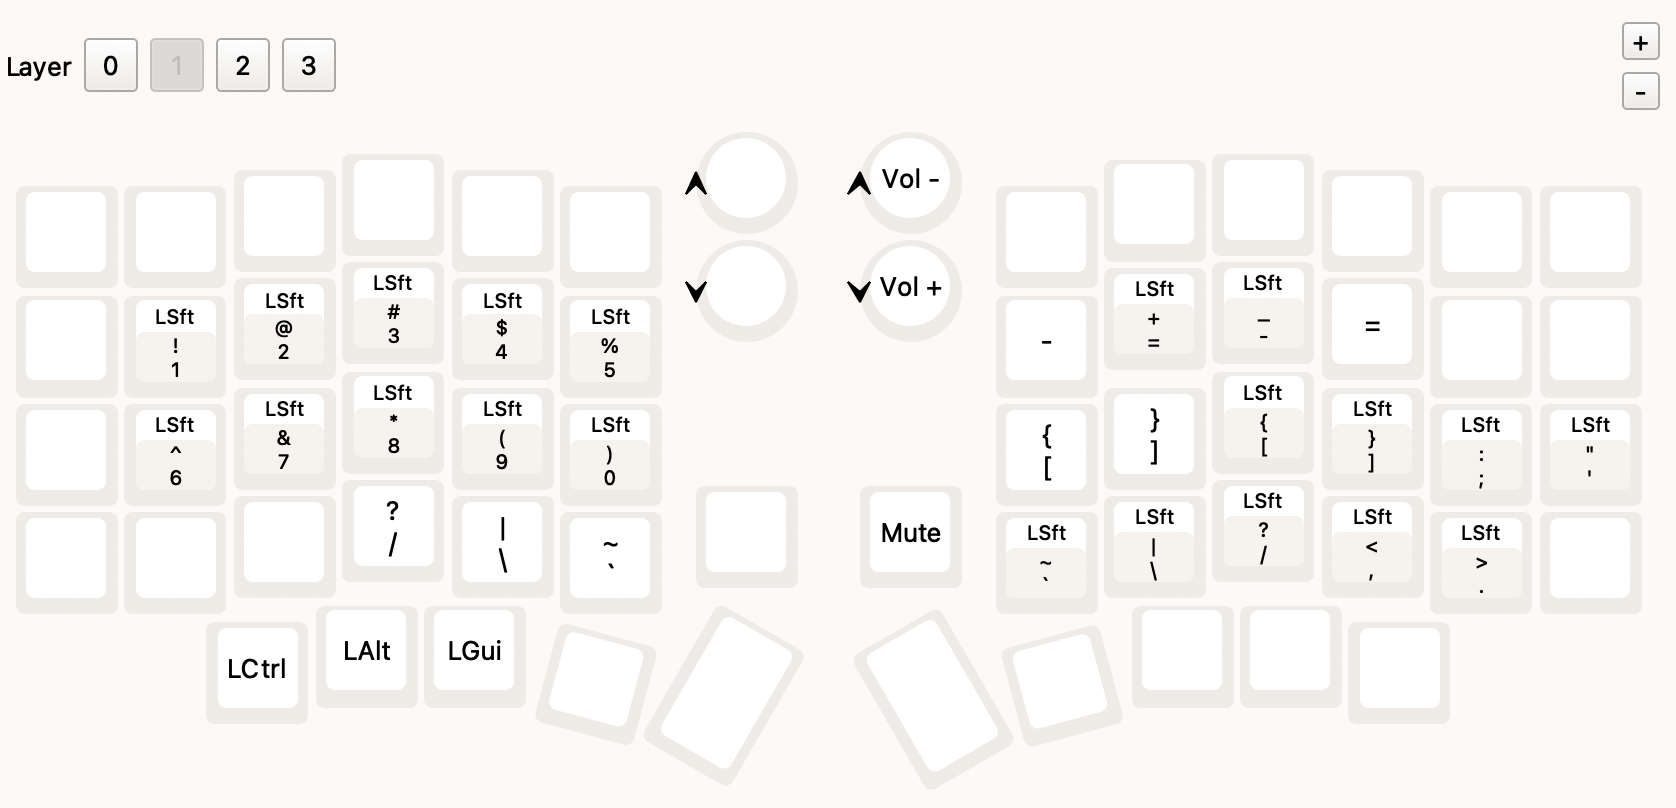 +
Layer 0 1 2 3
-
Vol -
Vol +
LSft ! 1
LSft @ 2
LSft # 3
LSft $ 4
LSft % 5
-
LSft + =
LSft _ -
=
LSft ^ 6
LSft & 7
LSft * 8
LSft ( 9
LSft ) 0
{ [
} ]
LSft { [
LSft } ]
LSft : ;
LSft " '
? /
| \
~ `
Mute
LSft ~ `
LSft | \
LSft ? /
LSft < ,
LSft > .
LCtrl
LAlt
LGui